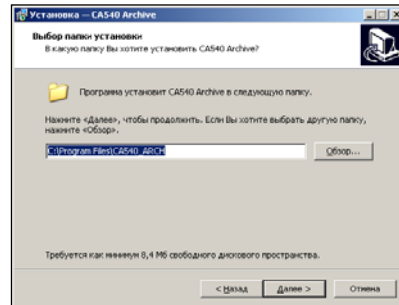 Установка — CA540 Archive
Выбор папки установки
В какую папку Вы хотите установить CA540 Archive?
Программа установит CA540 Archive в следующую папку.
Нажмите «Далее», чтобы продолжить. Если Вы хотите выбрать другую папку,
нажмите «Обзор».
C:\Program Files\CA540_ARCH
Обзор...
Требуется как минимум 8,4 Мб свободного дискового пространства.
< Назад
Далее >
Отмена